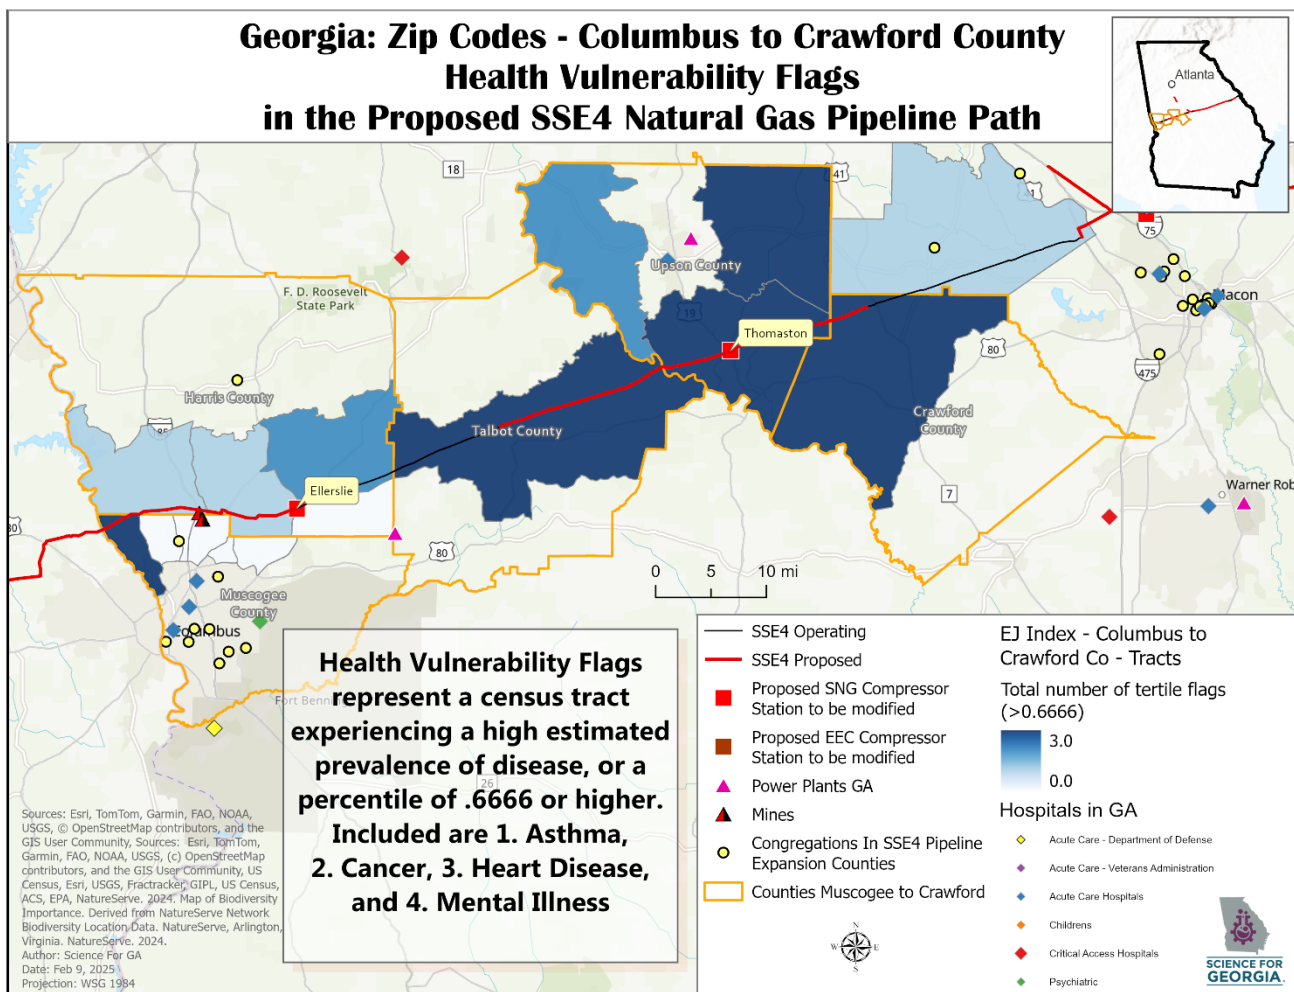 Georgia: Zip Codes - Columbus to Crawford County
Health Vulnerability Flags
in the Proposed SSE4 Natural Gas Pipeline Path
Atlanta
18
41
1
75
Upson County
F. D. Roosevelt
State Park
19
Macon
Thomaston
80
475
Harris County
85
Talbot County
Crawford
County
Ellerslie
7
Warner Rob
80
80
0 5 10 mi
Muscogee
County
Columbus
Fort Benning
26
Health Vulnerability Flags
represent a census tract
experiencing a high estimated
prevalence of disease, or a
percentile of .6666 or higher.
Included are 1. Asthma,
2. Cancer, 3. Heart Disease,
and 4. Mental Illness
SSE4 Operating
SSE4 Proposed
Proposed SNG Compressor
Station to be modified
Proposed EEC Compressor
Station to be modified
Power Plants GA
Mines
Congregations In SSE4 Pipeline
Expansion Counties
Counties Muscogee to Crawford
N
W E
S
EJ Index - Columbus to
Crawford Co - Tracts
Total number of tertile flags
(>0.6666)
3.0
0.0
Hospitals in GA
Acute Care - Department of Defense
Acute Care - Veterans Administration
Acute Care Hospitals
Childrens
Critical Access Hospitals
Psychiatric
SCIENCE FOR
GEORGIA.
Sources: Esri, TomTom, Garmin, FAO, NOAA,
USGS, © OpenStreetMap contributors, and the
GIS User Community, Sources: Esri, TomTom,
Garmin, FAO, NOAA, USGS, (c) OpenStreetMap
contributors, and the GIS User Community, US
Census, Esri, USGS, Fractracker, GIPL, US Census,
ACS, EPA, NatureServe. 2024. Map of Biodiversity
Importance. Derived from NatureServe Network
Biodiversity Location Data. NatureServe, Arlington,
Virginia. NatureServe. 2024.
Author: Science For GA
Date: Feb 9, 2025
Projection: WSG 1984